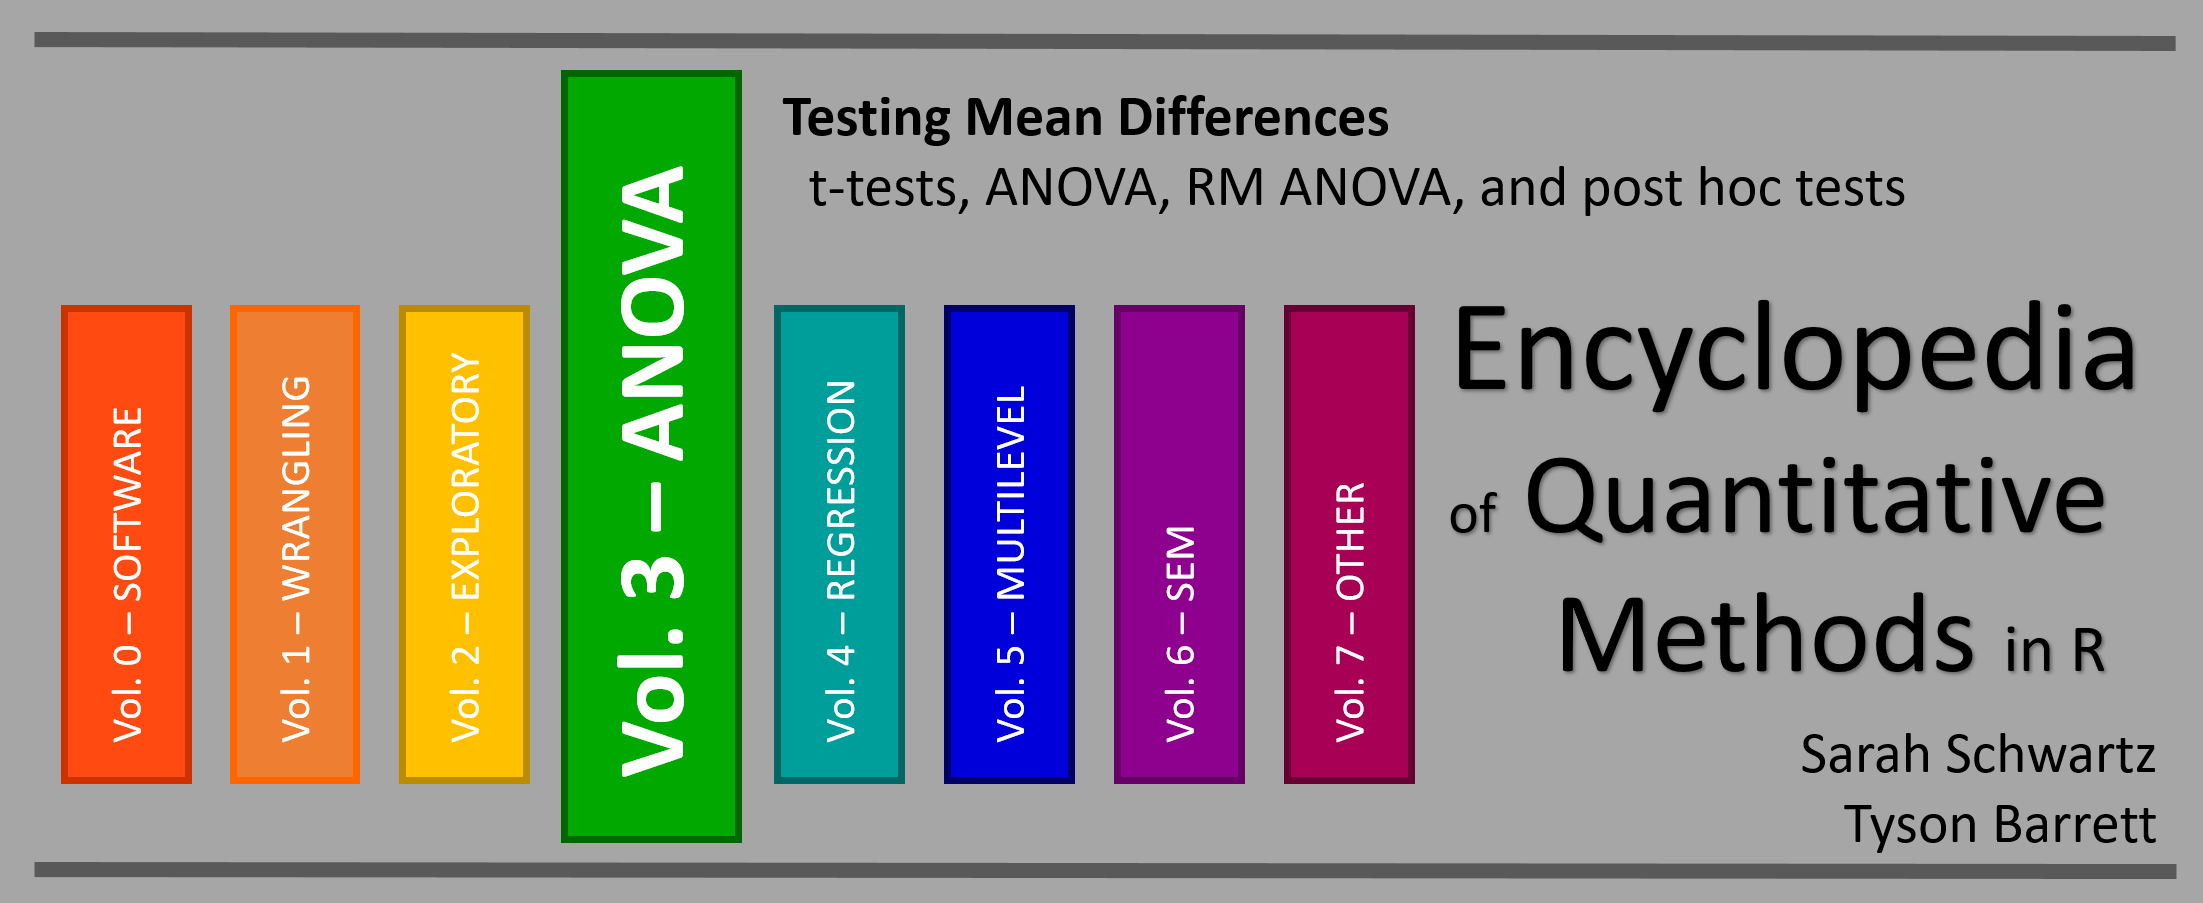 Testing Mean Differences
t-tests, ANOVA, RM ANOVA, and post hoc tests
Vol. 0 – SOFTWARE
Vol. 1 – WRANGLING
Vol. 2 – EXPLORATORY
Vol. 3 – ANOVA
Vol. 4 – REGRESSION
Vol. 5 – MULTILEVEL
Vol. 6 – SEM
Vol. 7 – OTHER
Encyclopedia
of Quantitative
Methods in R
Sarah Schwartz
Tyson Barrett